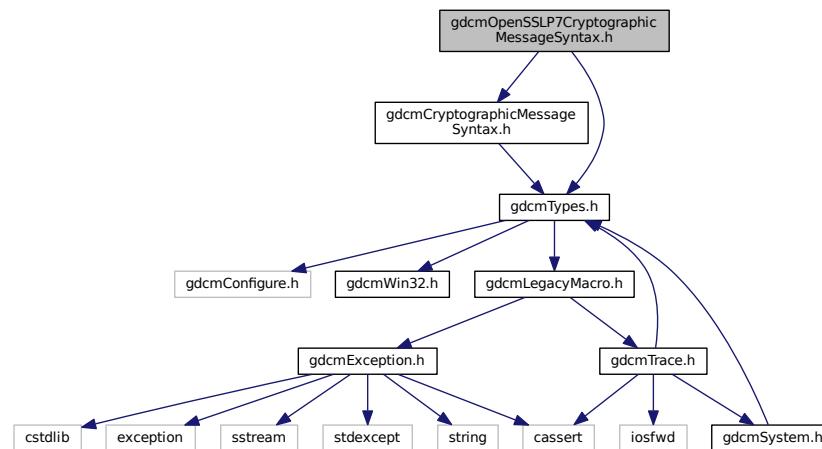 gdcmOpenSSLP7Cryptographic
MessageSyntax.h
gdcmCryptographicMessage
Syntax.h
gdcmTypes.h
gdcmConfigure.h
gdcmWin32.h
gdcmLegacyMacro.h
gdcmException.h
gdcmTrace.h
cstdlib
exception
sstream
stdexcept
string
cassert
iosfwd
gdcmSystem.h